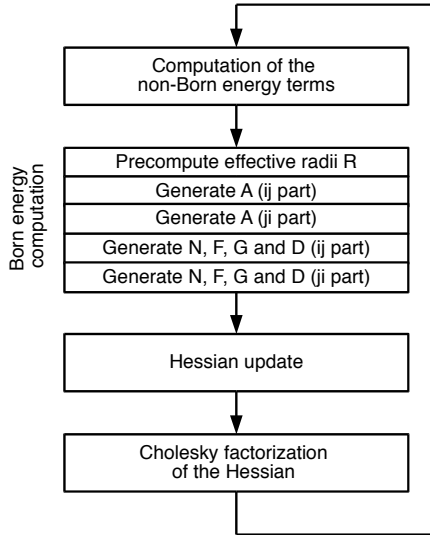 Computation of the
non-Born energy terms
Born energy
computation
Precompute effective radii R
Generate A (ij part)
Generate A (ji part)
Generate N, F, G and D (ij part)
Generate N, F, G and D (ji part)
Hessian update
Cholesky factorization
of the Hessian